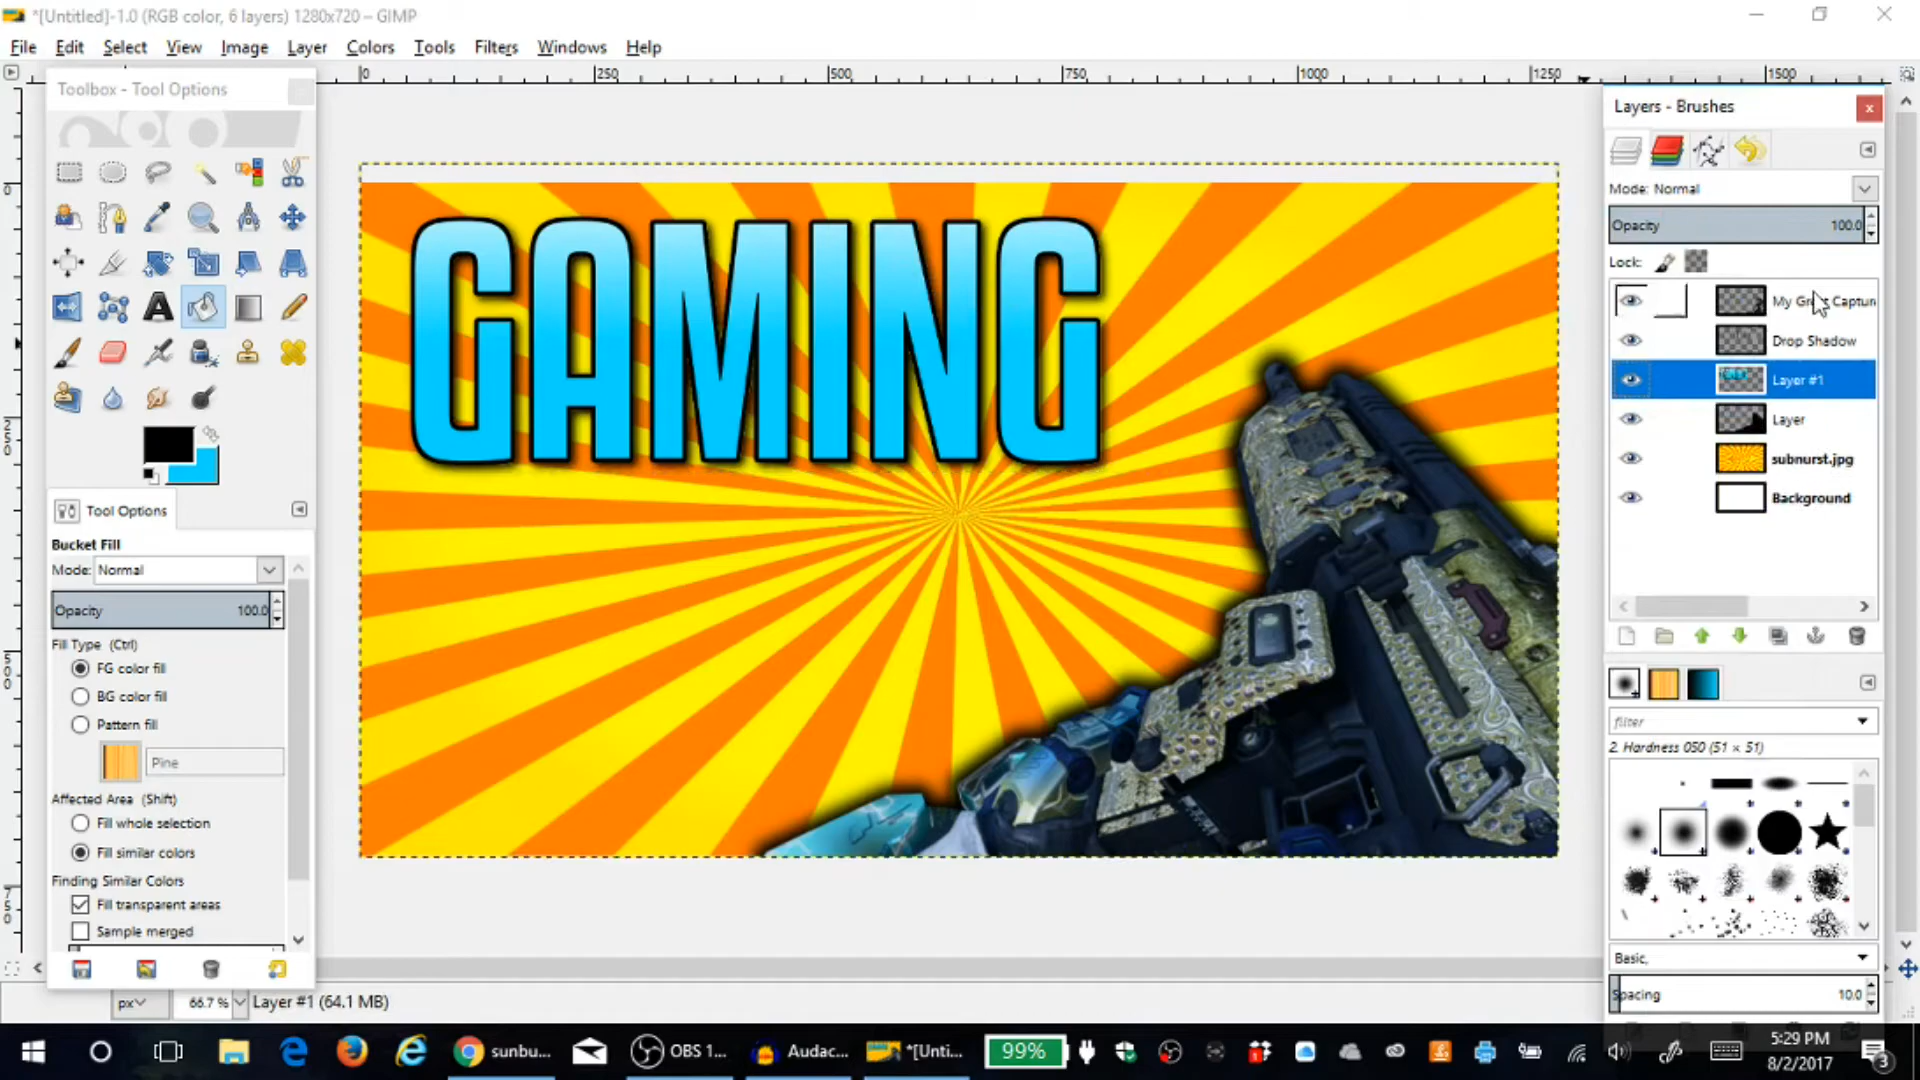 *[Untitled]-1.0 (RGB color, 6 layers) 1280x720 – GIMP
File Edit Select View Image Layer Colors Tools Filters Windows Help
Toolbox - Tool Options
0 250 500 750 1000 1250 1500
Layers - Brushes
Mode: Normal
Opacity 100.0
Lock:
My Gr Captur
Drop Shadow
Layer #1
Layer
subnurst.jpg
Background
GAMING
Tool Options
Bucket Fill
Mode: Normal
Opacity 100.0
Fill Type (Ctrl)
FG color fill
BG color fill
Pattern fill
Pine
Affected Area (Shift)
Fill whole selection
Fill similar colors
Finding Similar Colors
Fill transparent areas
Sample merged
filter
2. Hardness 050 (51 × 51)
Basic,
Spacing 10.0
px 66.7 % Layer #1 (64.1 MB)
sunbu... OBS 1... Audac... *[Unti... 99%
5:29 PM
8/2/2017
3